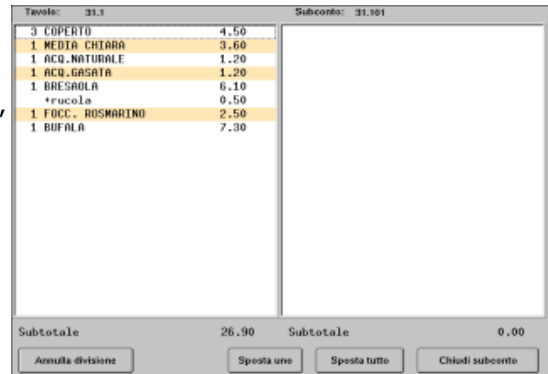 Tavolo: 31.1 Subconto: 31.101
3 COPERTO 4.50
1 MEDIA CHIARA 3.60
1 ACQ.NATURALE 1.20
1 ACQ.GASATA 1.20
1 BRESAOLA 6.10
+rucola 0.50
1 FOCC. ROSMARINO 2.50
1 BUFALA 7.30
Subtotale 26.90 Subtotale 0.00
Annulla divisione Sposta uno Sposta tutto Chiudi subconto